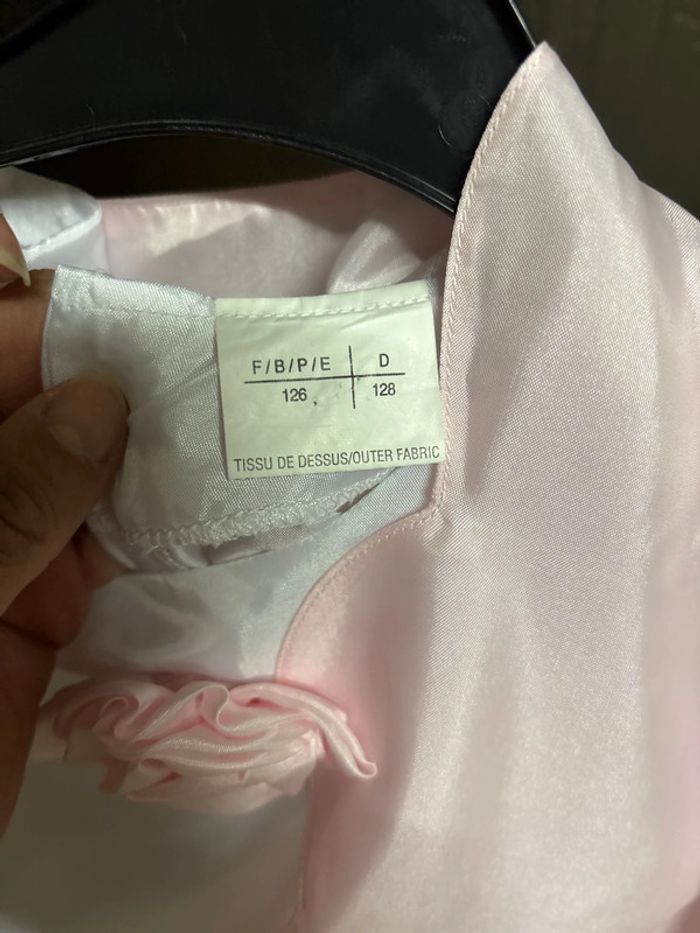 F/B/P/E D
126 128
TISSU DE DESSUS/OUTER FABRIC